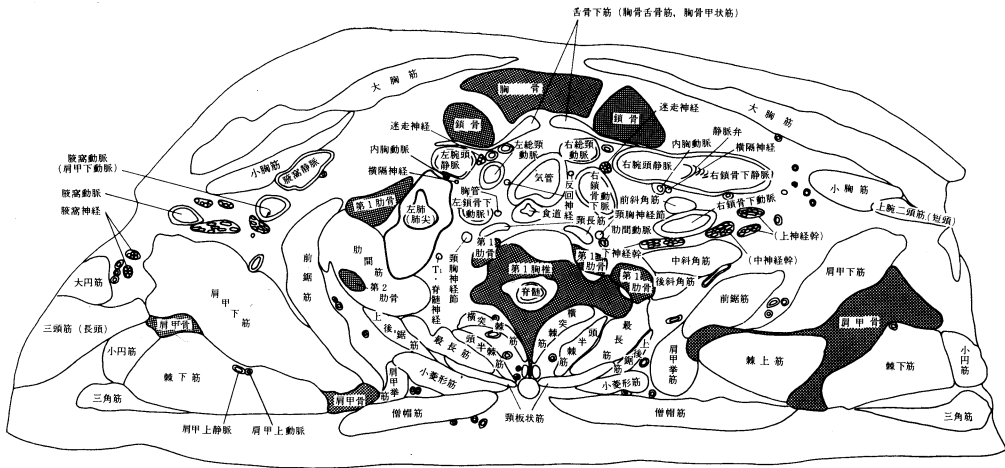 舌骨下筋（胸骨舌骨筋，胸骨甲状筋）
大胸筋
胸骨
鎖骨
鎖骨
迷走神経
迷走神経
内胸動脈
横隔神経
左腕頭静脈
左総頸動脈
右総頸動脈
右腕頭静脈
内胸動脈
静脈弁
横隔神経
右鎖骨下静脈
大胸筋
腋窩動脈（肩甲下動脈）
小胸筋
腋窩静脈
腋窩動脈
腋窩神経
第1肋骨
左肺（肺尖）
胸管
左鎖骨下動脈
気管
食道
反回神経
右鎖骨下動脈
頸長筋
前斜角筋
頸胸神経節
肋間動脈
右鎖骨下動脈
小胸筋
上腕二頭筋（短頭）
（上神経幹）
（中神経幹）
下神経幹
中斜角筋
後斜角筋
前鋸筋
肩甲下筋
肩甲骨
大円筋
三頭筋（長頭）
小円筋
肩甲骨
肩甲下筋
前鋸筋
肋間筋
第2肋骨
T₁脊髄神経
頸胸神経節
第1肋骨
第1胸椎
脊髄
第1肋骨
第1肋骨
棘下筋
三角筋
肩甲上静脈
肩甲上動脈
肩甲骨
肩甲挙筋
上後鋸筋
最長筋
頭半棘筋
横突棘筋
横突棘筋
頭半棘筋
最長筋
上後鋸筋
小菱形筋
小菱形筋
肩甲挙筋
僧帽筋
頸板状筋
僧帽筋
棘上筋
棘下筋
小円筋
三角筋